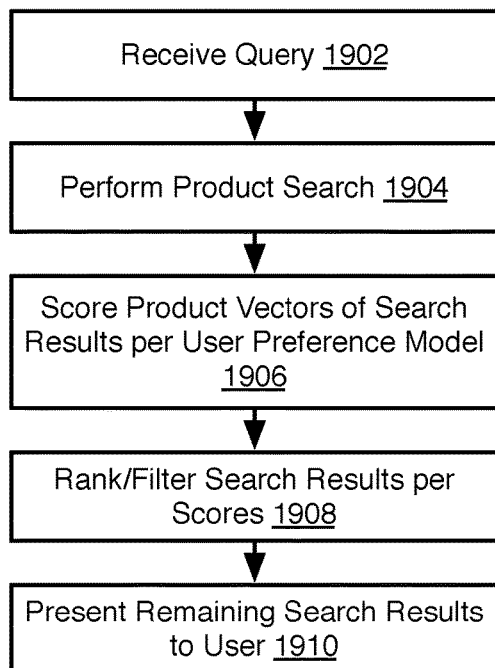 Receive Query 1902
Perform Product Search 1904
Score Product Vectors of Search
Results per User Preference Model
1906
Rank/Filter Search Results per
Scores 1908
Present Remaining Search Results
to User 1910